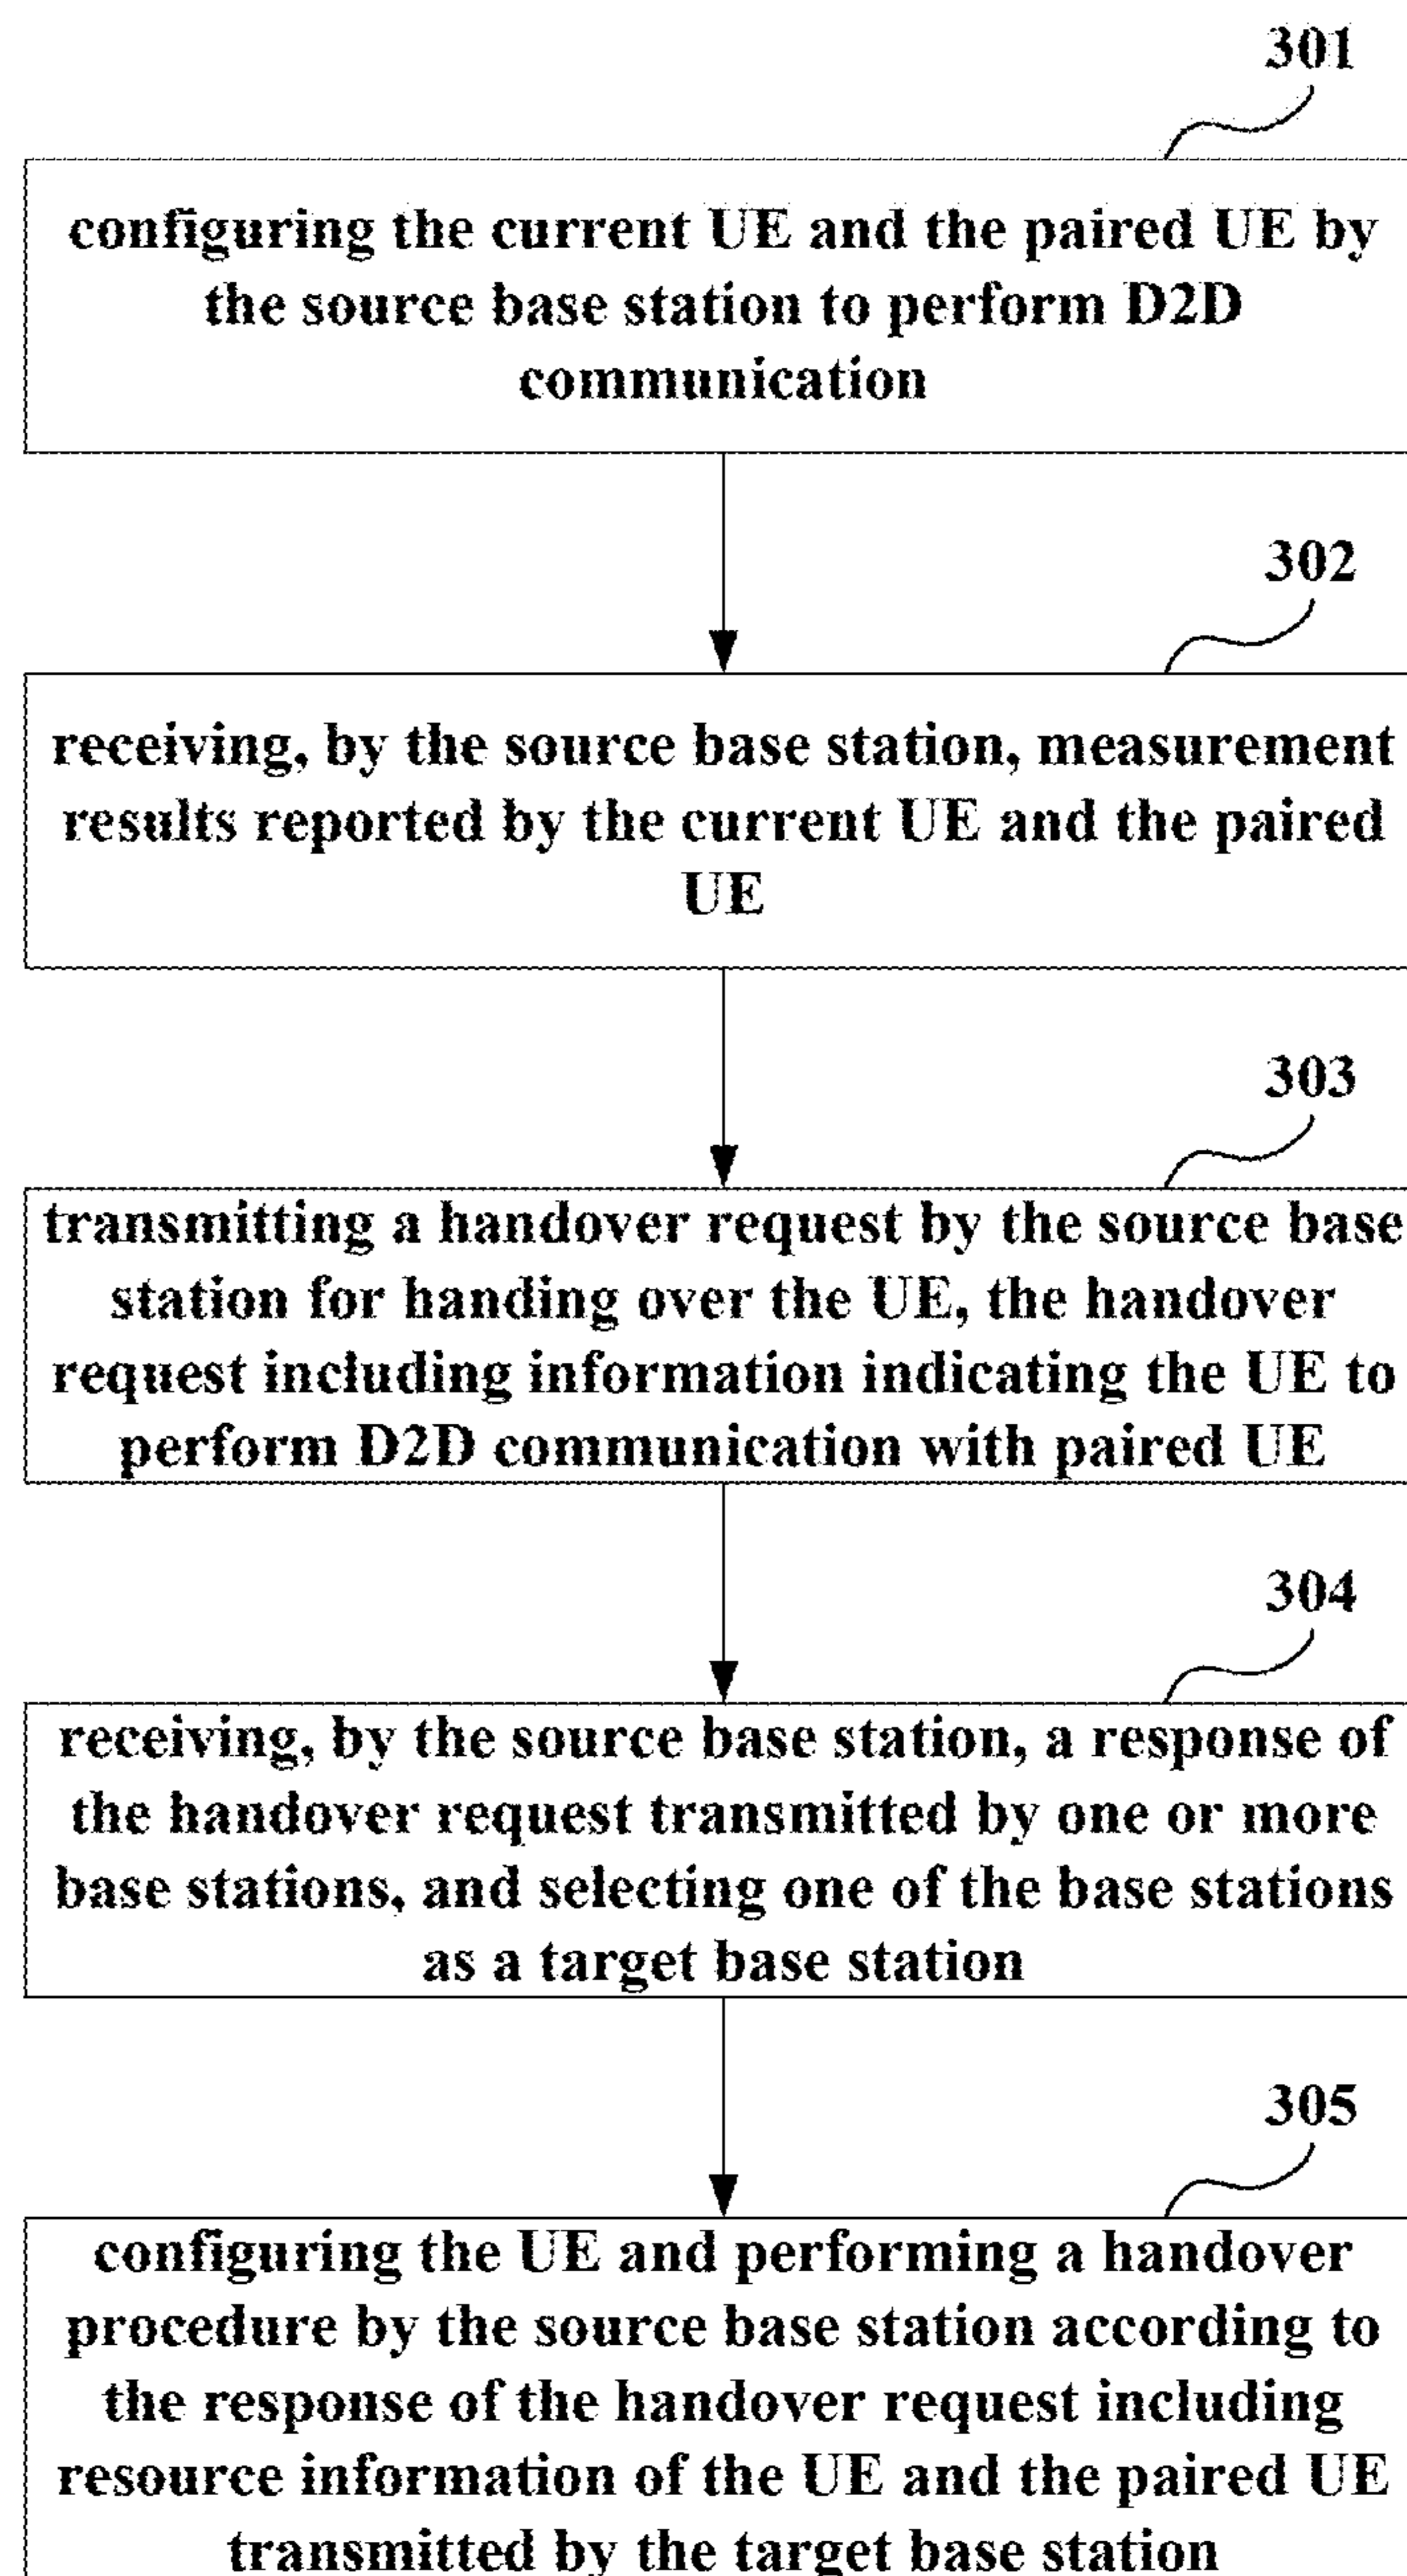 301
configuring the current UE and the paired UE by
the source base station to perform D2D
communication
302
receiving, by the source base station, measurement
results reported by the current UE and the paired
UE
303
transmitting a handover request by the source base
station for handing over the UE, the handover
request including information indicating the UE to
perform D2D communication with paired UE
304
receiving, by the source base station, a response of
the handover request transmitted by one or more
base stations, and selecting one of the base stations
as a target base station
305
configuring the UE and performing a handover
procedure by the source base station according to
the response of the handover request including
resource information of the UE and the paired UE
transmitted by the target base station